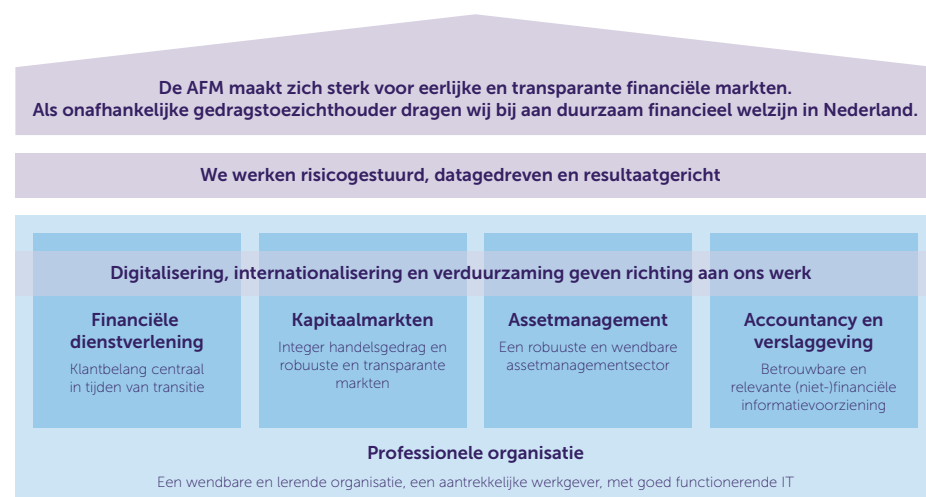 De AFM maakt zich sterk voor eerlijke en transparante financiële markten.
Als onafhankelijke gedragstoezichthouder dragen wij bij aan duurzaam financieel welzijn in Nederland.
We werken risicogestuurd, datagedreven en resultaatgericht
Digitalisering, internationalisering en verduurzaming geven richting aan ons werk
Financiële
dienstverlening
Klantbelang centraal
in tijden van transitie
Kapitaalmarkten
Integer handelsgedrag en
robuuste en transparante
markten
Assetmanagement
Een robuuste en wendbare
assetmanagementsector
Accountancy en
verslaggeving
Betrouwbare en
relevante (niet-)financiële
informatievoorziening
Professionele organisatie
Een wendbare en lerende organisatie, een aantrekkelijke werkgever, met goed functionerende IT